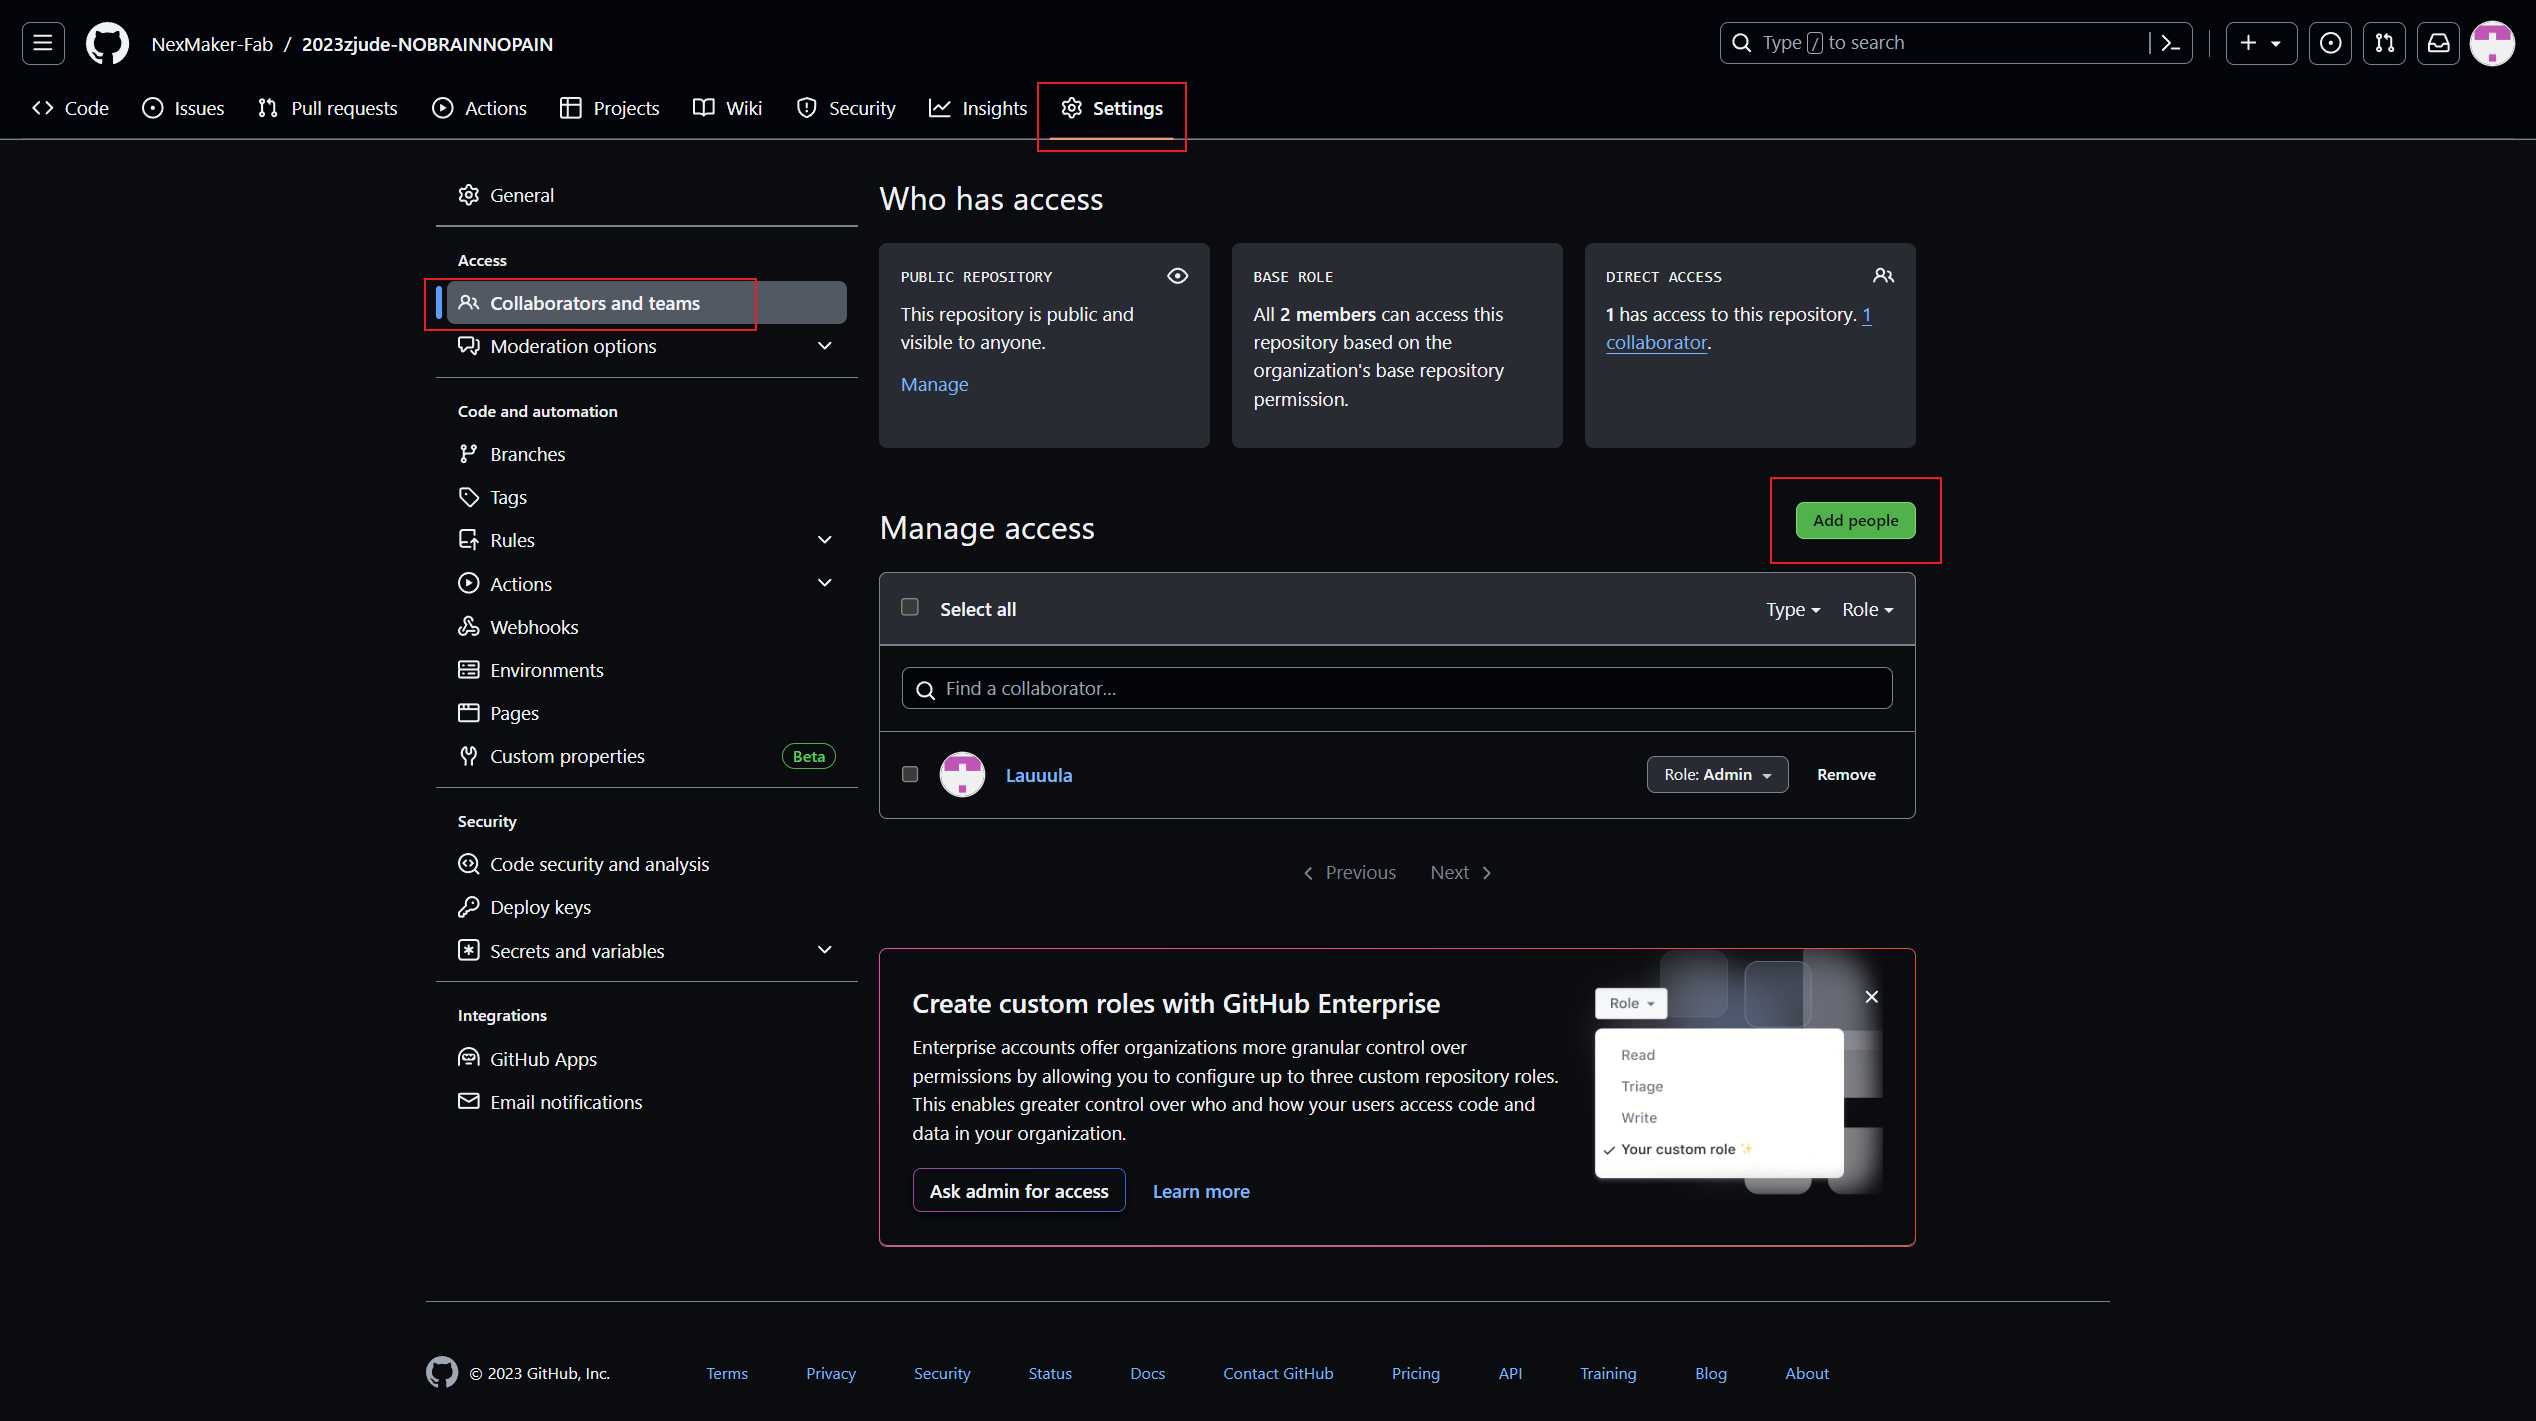 NexMaker-Fab / 2023zjude-NOBRAINNOPAIN
Type / to search
Code Issues Pull requests Actions Projects Wiki Security Insights Settings
General
Access
Collaborators and teams
Moderation options
Code and automation
Branches
Tags
Rules
Actions
Webhooks
Environments
Pages
Custom properties Beta
Security
Code security and analysis
Deploy keys
Secrets and variables
Integrations
GitHub Apps
Email notifications
Who has access
PUBLIC REPOSITORY
This repository is public and
visible to anyone.
Manage
BASE ROLE
All 2 members can access this
repository based on the
organization's base repository
permission.
DIRECT ACCESS
1 has access to this repository. 1
collaborator.
Manage access
Add people
Select all Type Role
Find a collaborator...
Lauuula Role: Admin Remove
Previous Next
Create custom roles with GitHub Enterprise
Enterprise accounts offer organizations more granular control over
permissions by allowing you to configure up to three custom repository roles.
This enables greater control over who and how your users access code and
data in your organization.
Ask admin for access Learn more
Role
Read
Triage
Write
Your custom role ✨
© 2023 GitHub, Inc. Terms Privacy Security Status Docs Contact GitHub Pricing API Training Blog About